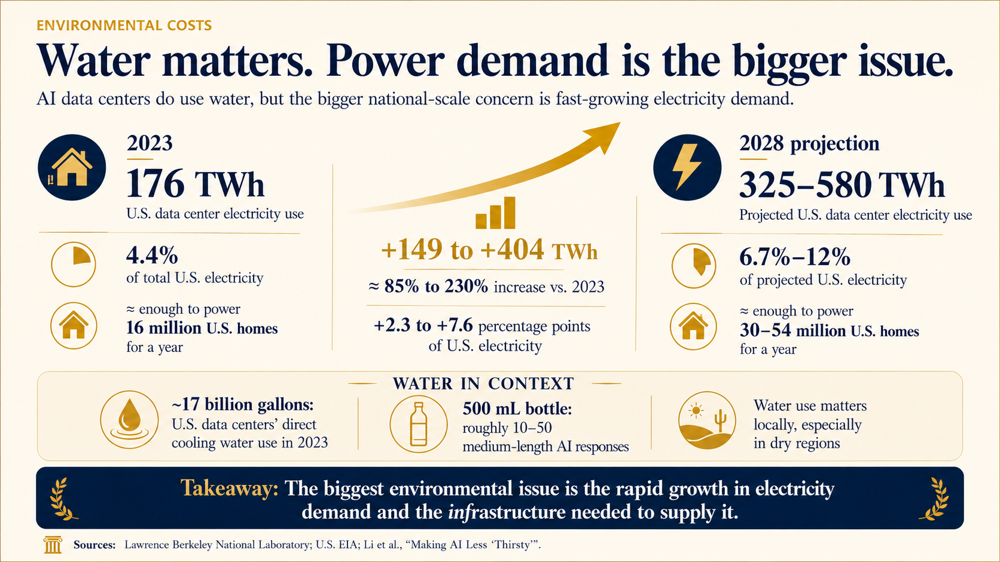 ENVIRONMENTAL COSTS
Water matters. Power demand is the bigger issue.
AI data centers do use water, but the bigger national-scale concern is fast-growing electricity demand.
2023
176 TWh
U.S. data center electricity use
4.4%
of total U.S. electricity
≈ enough to power
16 million U.S. homes
for a year
+149 to +404 TWh
≈ 85% to 230% increase vs. 2023
+2.3 to +7.6 percentage points
of U.S. electricity
2028 projection
325–580 TWh
Projected U.S. data center electricity use
6.7%–12%
of projected U.S. electricity
≈ enough to power
30–54 million U.S. homes
for a year
WATER IN CONTEXT
~17 billion gallons:
U.S. data centers’ direct
cooling water use in 2023
500 mL bottle:
roughly 10–50
medium-length AI responses
Water use matters
locally, especially
in dry regions
Takeaway: The biggest environmental issue is the rapid growth in electricity
demand and the infrastructure needed to supply it.
Sources: Lawrence Berkeley National Laboratory; U.S. EIA; Li et al., “Making AI Less ‘Thirsty’”.